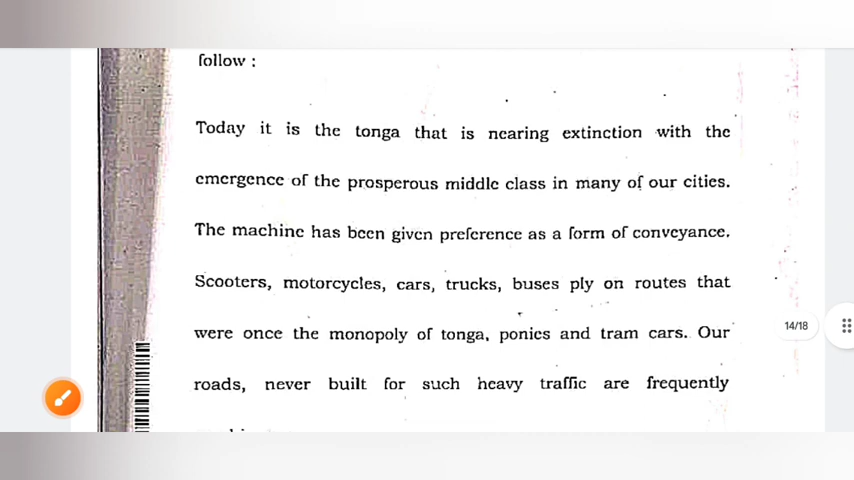 follow :
Today it is the tonga that is nearing extinction with the
emergence of the prosperous middle class in many of our cities.
The machine has been given preference as a form of conveyance.
Scooters, motorcycles, cars, trucks, buses ply on routes that
were once the monopoly of tonga, ponies and tram cars. Our
14/18
roads, never built for such heavy traffic are frequently